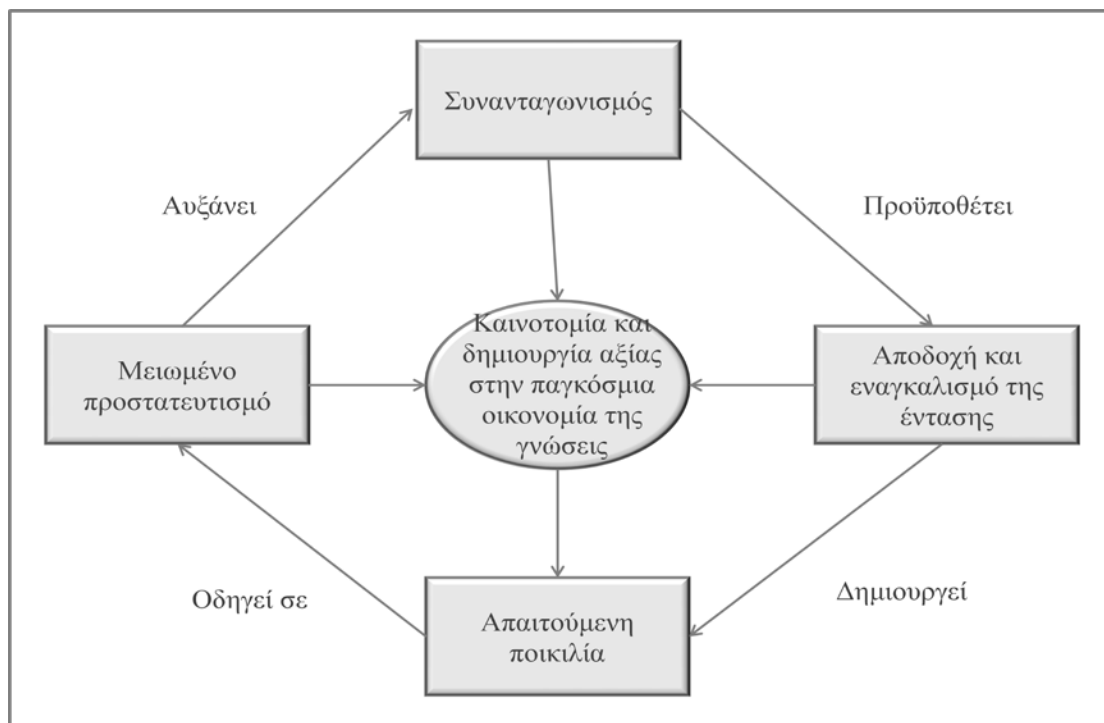 Συνανταγωνισμός
Αυξάνει
Προϋποθέτει
Μειωμένο
προστατευτισμό
Καινοτομία και
δημιουργία αξίας
στην παγκόσμια
οικονομία της
γνώσεις
Αποδοχή και
εναγκαλισμό της
έντασης
Οδηγεί σε
Δημιουργεί
Απαιτούμενη
ποικιλία